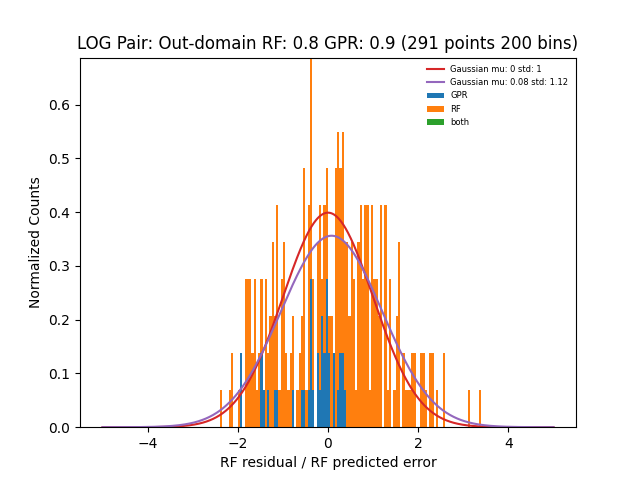 LOG Pair: Out-domain RF: 0.8 GPR: 0.9 (291 points 200 bins)
Gaussian mu: 0 std: 1
Gaussian mu: 0.08 std: 1.12
GPR
RF
both
Normalized Counts
0.6
0.5
0.4
0.3
0.2
0.1
0.0
−4
−2
0
2
4
RF residual / RF predicted error